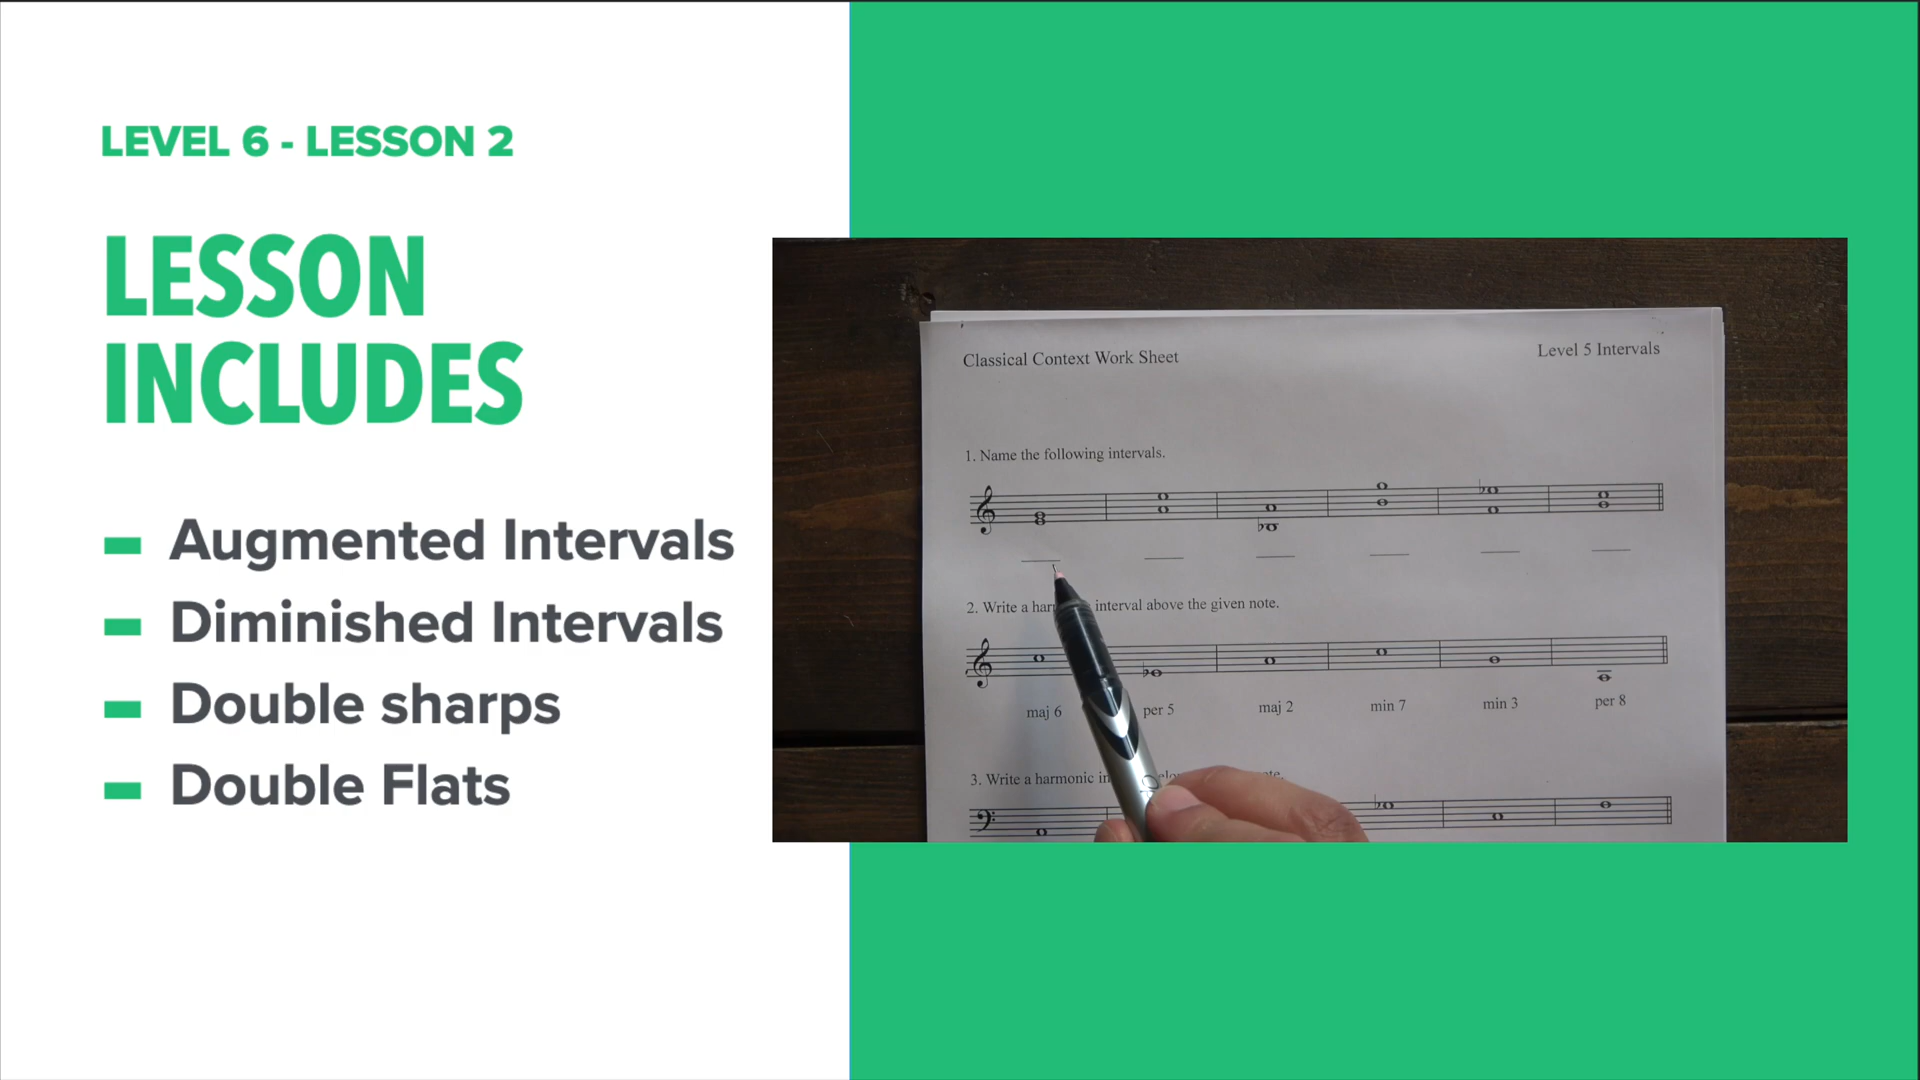 LEVEL 6 - LESSON 2
LESSON
INCLUDES
Augmented Intervals
Diminished Intervals
Double sharps
Double Flats
Classical Context Work Sheet
Level 5 Intervals
1. Name the following intervals.
2. Write a interval above the given note.
maj 6 per 5 maj 2 min 7 min 3 per 8
3. Write a harmonic